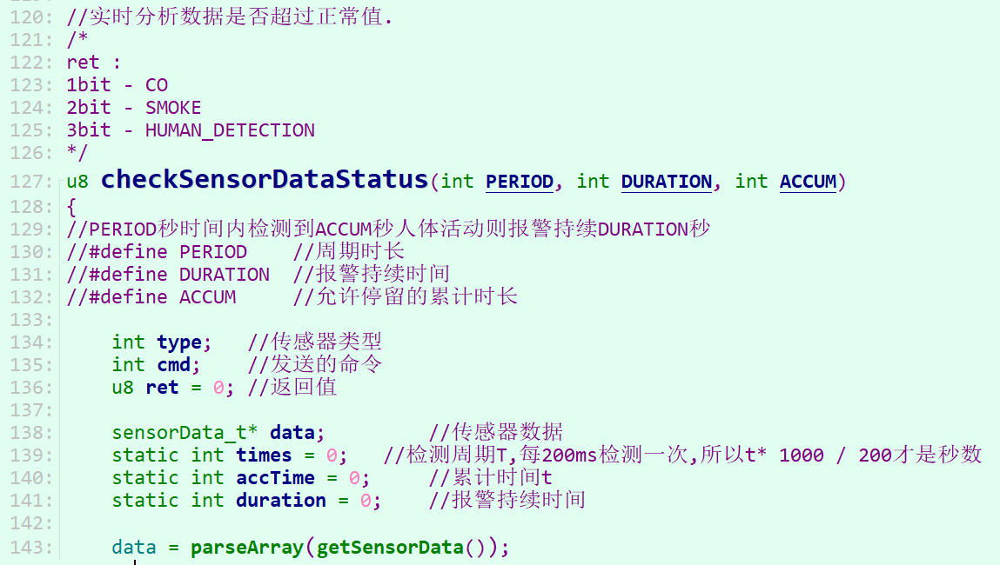 120: //实时分析数据是否超过正常值.
121: /*
122: ret :
123: 1bit - CO
124: 2bit - SMOKE
125: 3bit - HUMAN_DETECTION
126: */
127: u8 checkSensorDataStatus(int PERIOD, int DURATION, int ACCUM)
128: {
129: //PERIOD秒时间内检测到ACCUM秒人体活动则报警持续DURATION秒
130: //#define PERIOD    //周期时长
131: //#define DURATION  //报警持续时间
132: //#define ACCUM     //允许停留的累计时长
133:
134:     int type;   //传感器类型
135:     int cmd;    //发送的命令
136:     u8 ret = 0; //返回值
137:
138:     sensorData_t* data;         //传感器数据
139:     static int times = 0;   //检测周期T,每200ms检测一次,所以t* 1000 / 200才是秒数
140:     static int accTime = 0;     //累计时间t
141:     static int duration = 0;    //报警持续时间
142:
143:     data = parseArray(getSensorData());